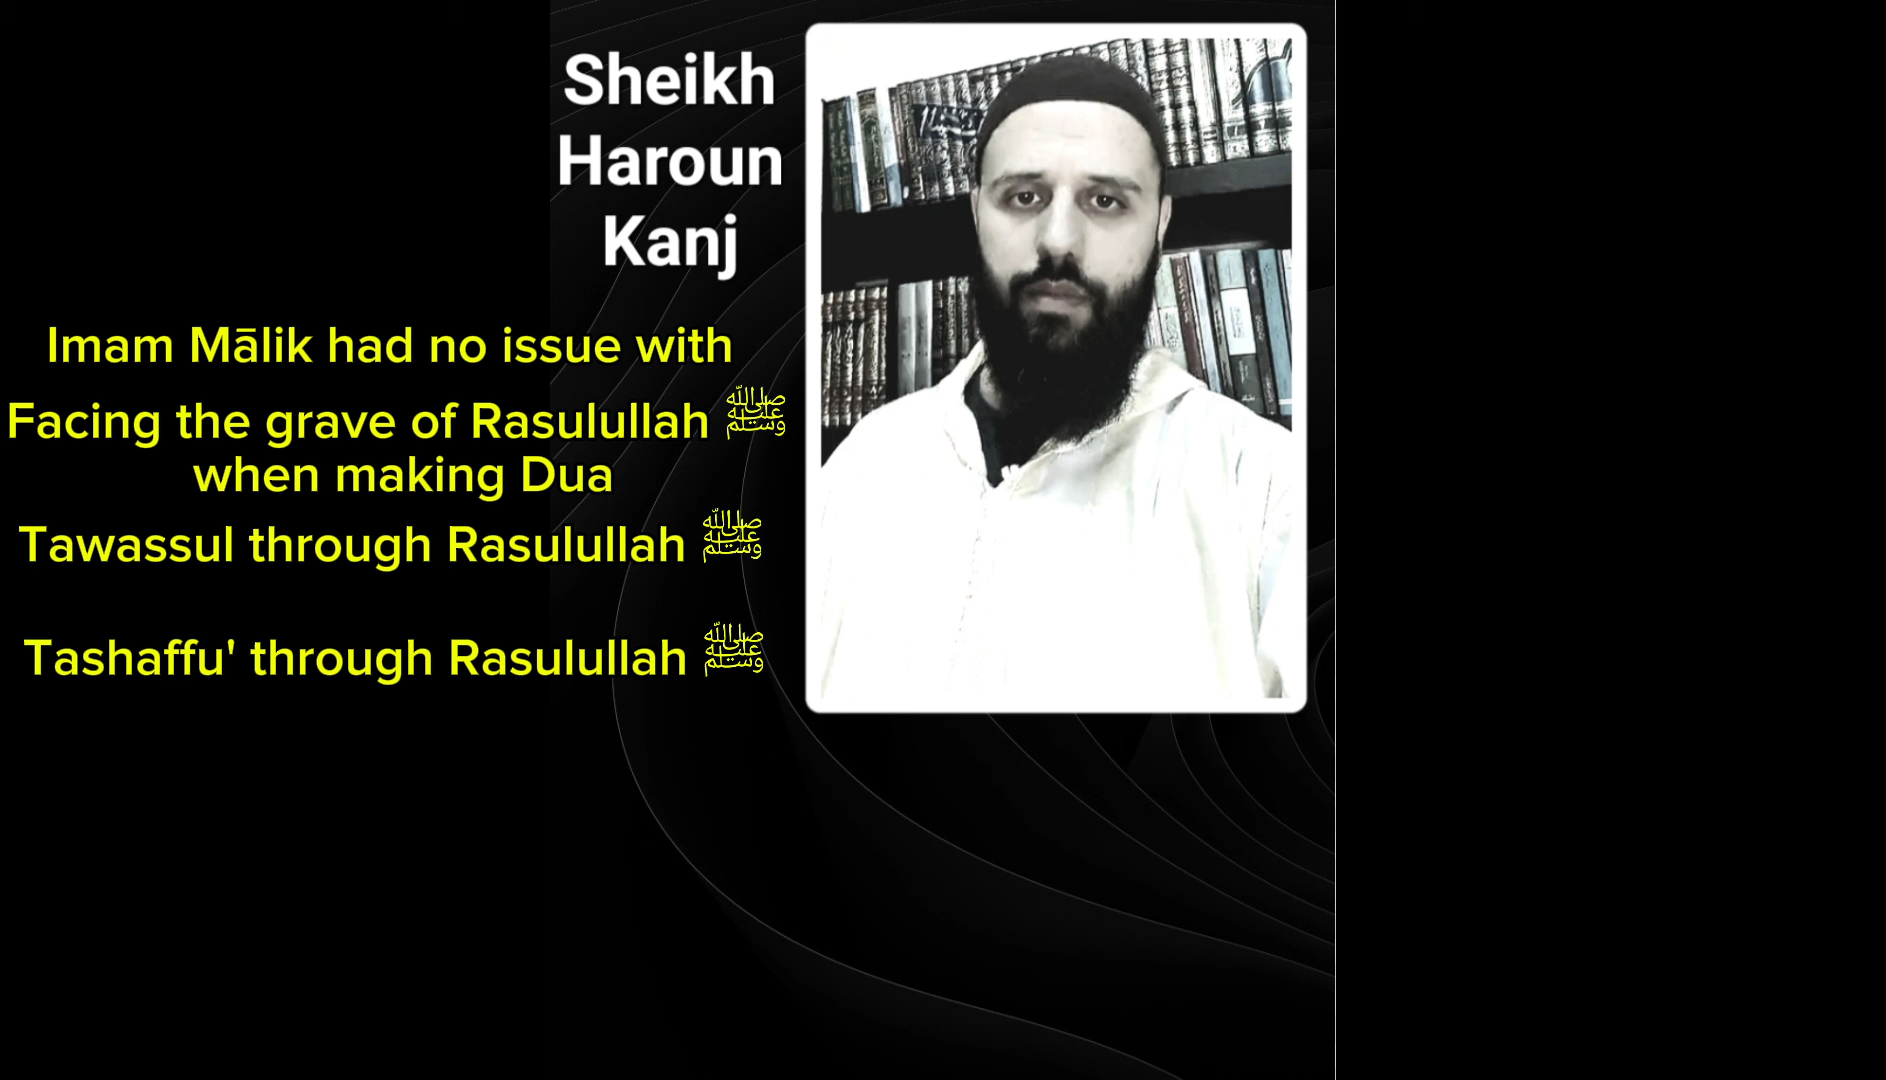 Sheikh
Haroun
Kanj
Imam Mālik had no issue with
Facing the grave of Rasulullah ﷺ
when making Dua
Tawassul through Rasulullah ﷺ
Tashaffu' through Rasulullah ﷺ